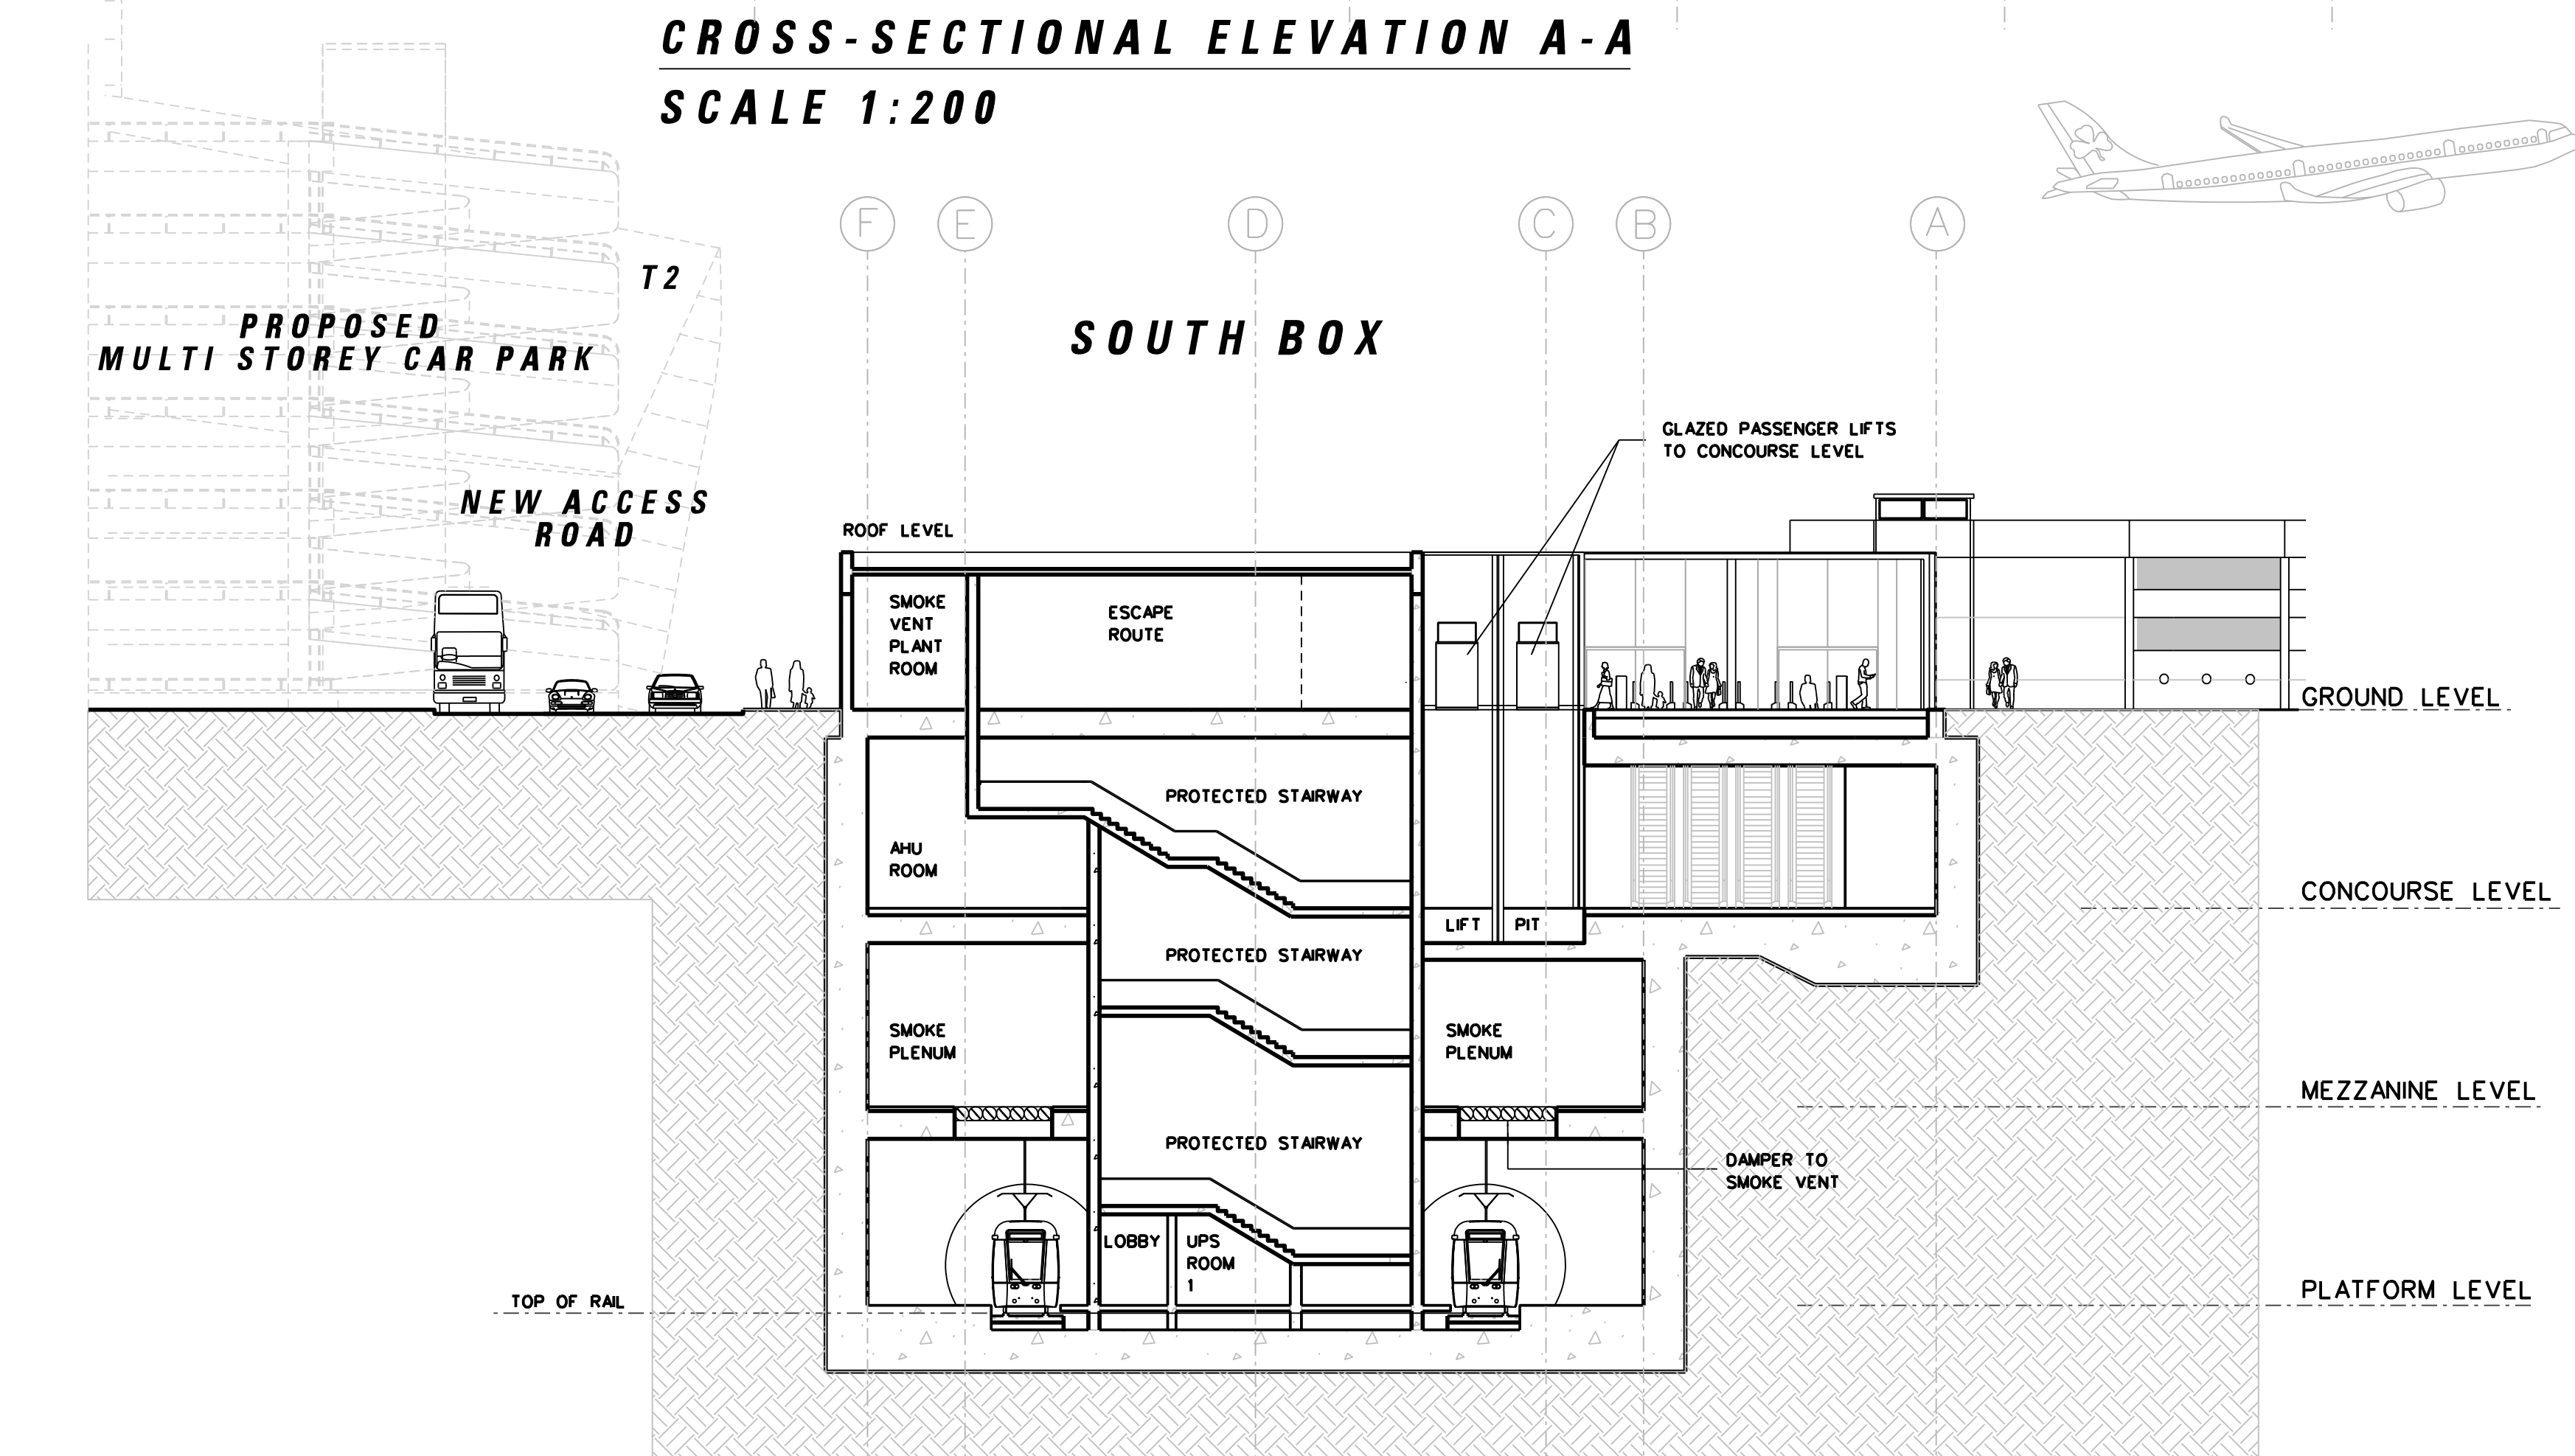 CROSS-SECTIONAL ELEVATION A-A
SCALE 1:200
F
E
D
C
B
A
T2
PROPOSED
MULTI STOREY CAR PARK
SOUTH BOX
GLAZED PASSENGER LIFTS
TO CONCOURSE LEVEL
NEW ACCESS
ROAD
ROOF LEVEL
SMOKE
VENT
PLANT
ROOM
ESCAPE
ROUTE
GROUND LEVEL
PROTECTED STAIRWAY
AHU
ROOM
CONCOURSE LEVEL
LIFT PIT
PROTECTED STAIRWAY
SMOKE
PLENUM
SMOKE
PLENUM
MEZZANINE LEVEL
PROTECTED STAIRWAY
DAMPER TO
SMOKE VENT
LOBBY
UPS
ROOM
1
TOP OF RAIL
PLATFORM LEVEL